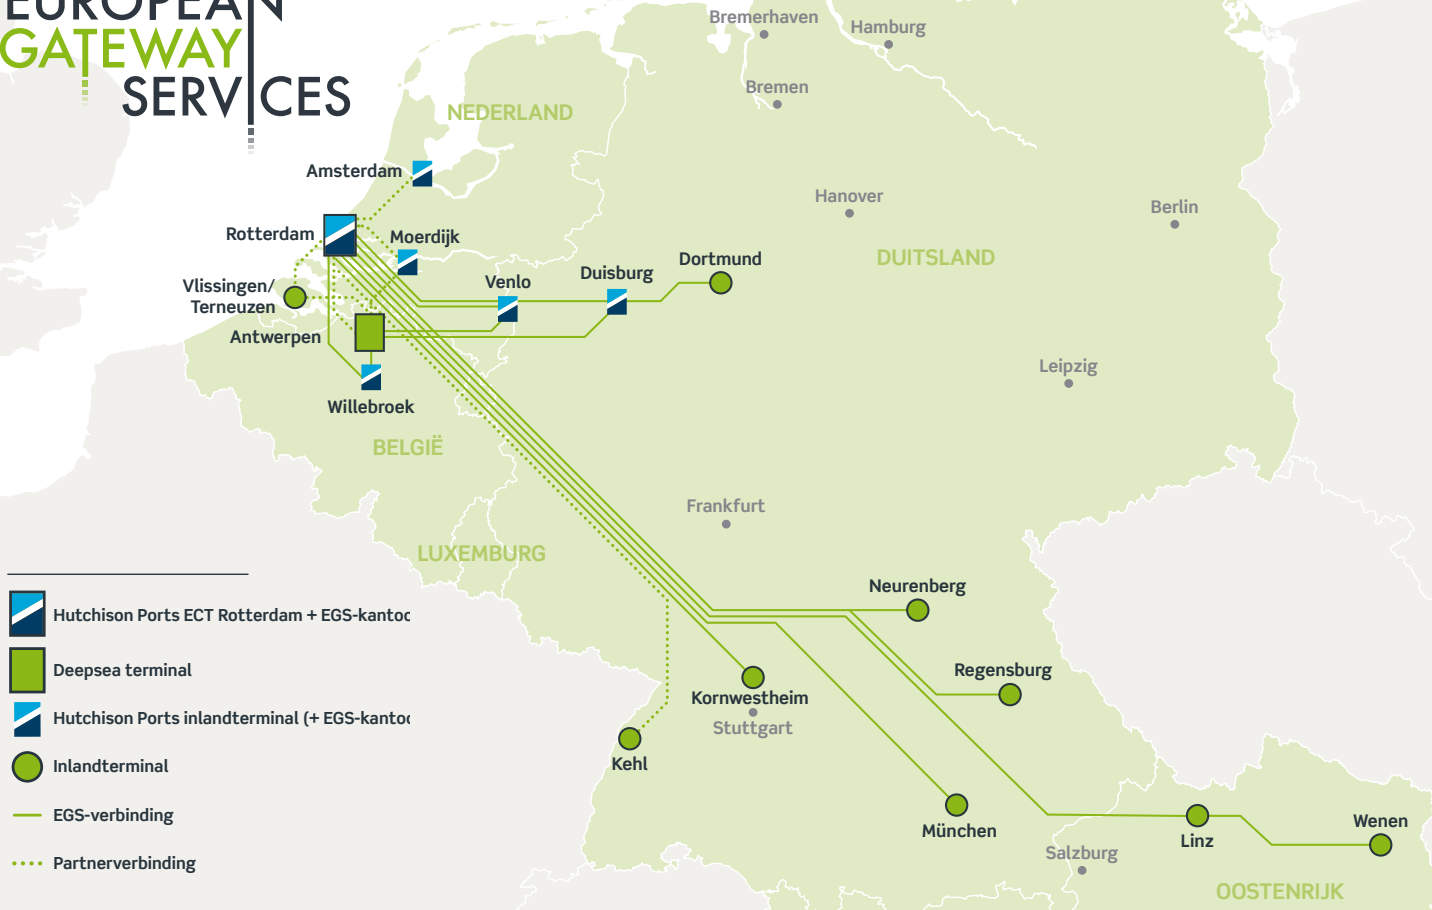 EUROPEAN
GATEWAY
SERVICES
Bremerhaven
Hamburg
Bremen
NEDERLAND
Amsterdam
Hanover
Berlin
Rotterdam
Moerdijk
DUITSLAND
Dortmund
Duisburg
Venlo
Vlissingen/
Terneuzen
Antwerpen
Leipzig
Willebroek
BELGIË
Frankfurt
LUXEMBURG
Neurenberg
Regensburg
Kornwestheim
Stuttgart
Kehl
München
Linz
Wenen
Salzburg
OOSTENRIJK
Hutchison Ports ECT Rotterdam + EGS-kantoo
Deepsea terminal
Hutchison Ports inlandterminal (+ EGS-kantoo
Inlandterminal
EGS-verbinding
Partnerverbinding